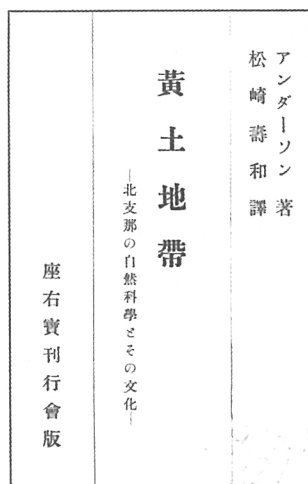 アンダーソン著
松崎壽和譯
黃土地帶
―北支那の自然科學とその文化―
座右寶刊行會版